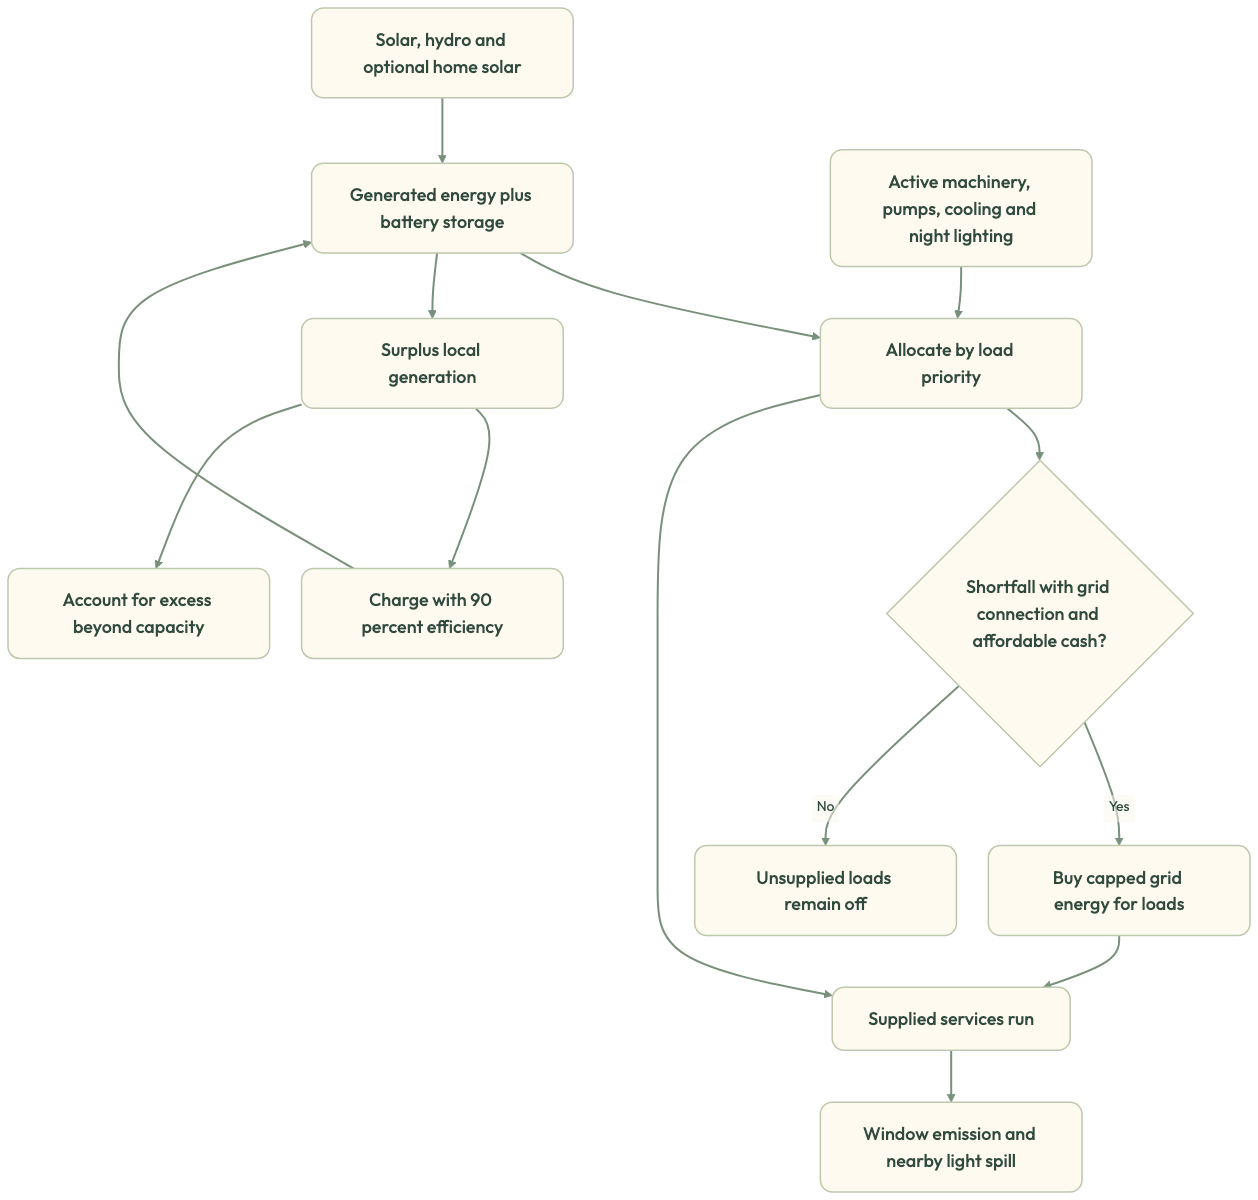 Solar, hydro and
optional home solar
Generated energy plus
battery storage
Active machinery,
pumps, cooling and
night lighting
Surplus local
generation
Allocate by load
priority
Account for excess
beyond capacity
Charge with 90
percent efficiency
Shortfall with grid
connection and
affordable cash?
No
Yes
Unsupplied loads
remain off
Buy capped grid
energy for loads
Supplied services run
Window emission and
nearby light spill